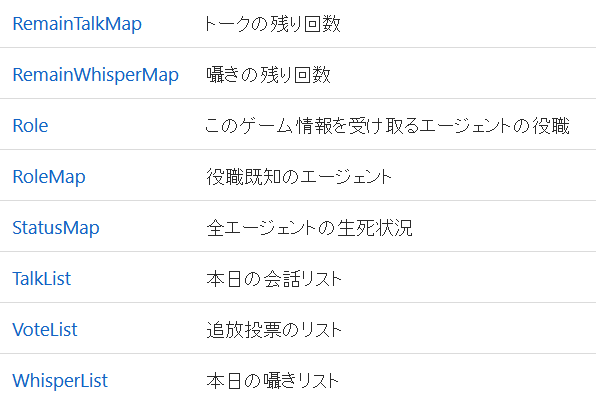 RemainTalkMap トークの残り回数
RemainWhisperMap 囁きの残り回数
Role このゲーム情報を受け取るエージェントの役職
RoleMap 役職既知のエージェント
StatusMap 全エージェントの生死状況
TalkList 本日の会話リスト
VoteList 追放投票のリスト
WhisperList 本日の囁きリスト